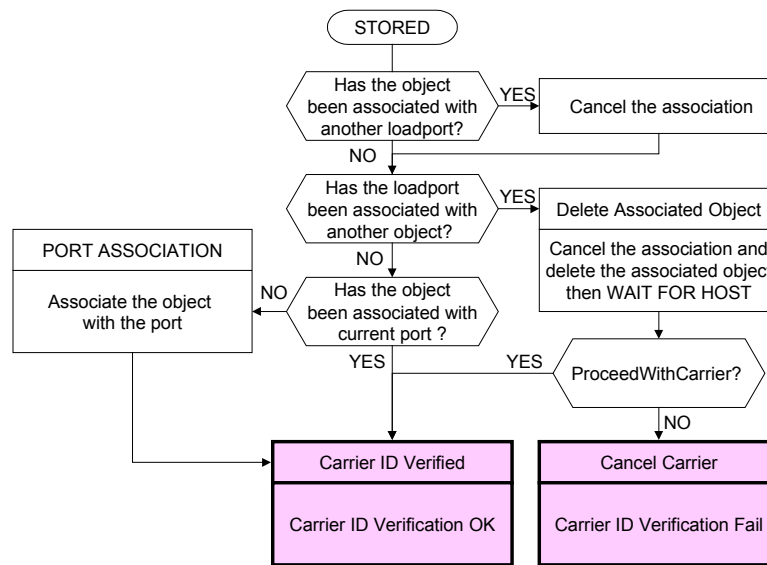 STORED
Has the object
been associated with
another loadport?
YES
Cancel the association
NO
Has the loadport
been associated with
another object?
YES
Delete Associated Object
Cancel the association and
delete the associated object
then WAIT FOR HOST
NO
PORT ASSOCIATION
Associate the object
with the port
NO
Has the object
been associated with
current port ?
YES
YES
ProceedWithCarrier?
NO
Carrier ID Verified
Carrier ID Verification OK
Cancel Carrier
Carrier ID Verification Fail